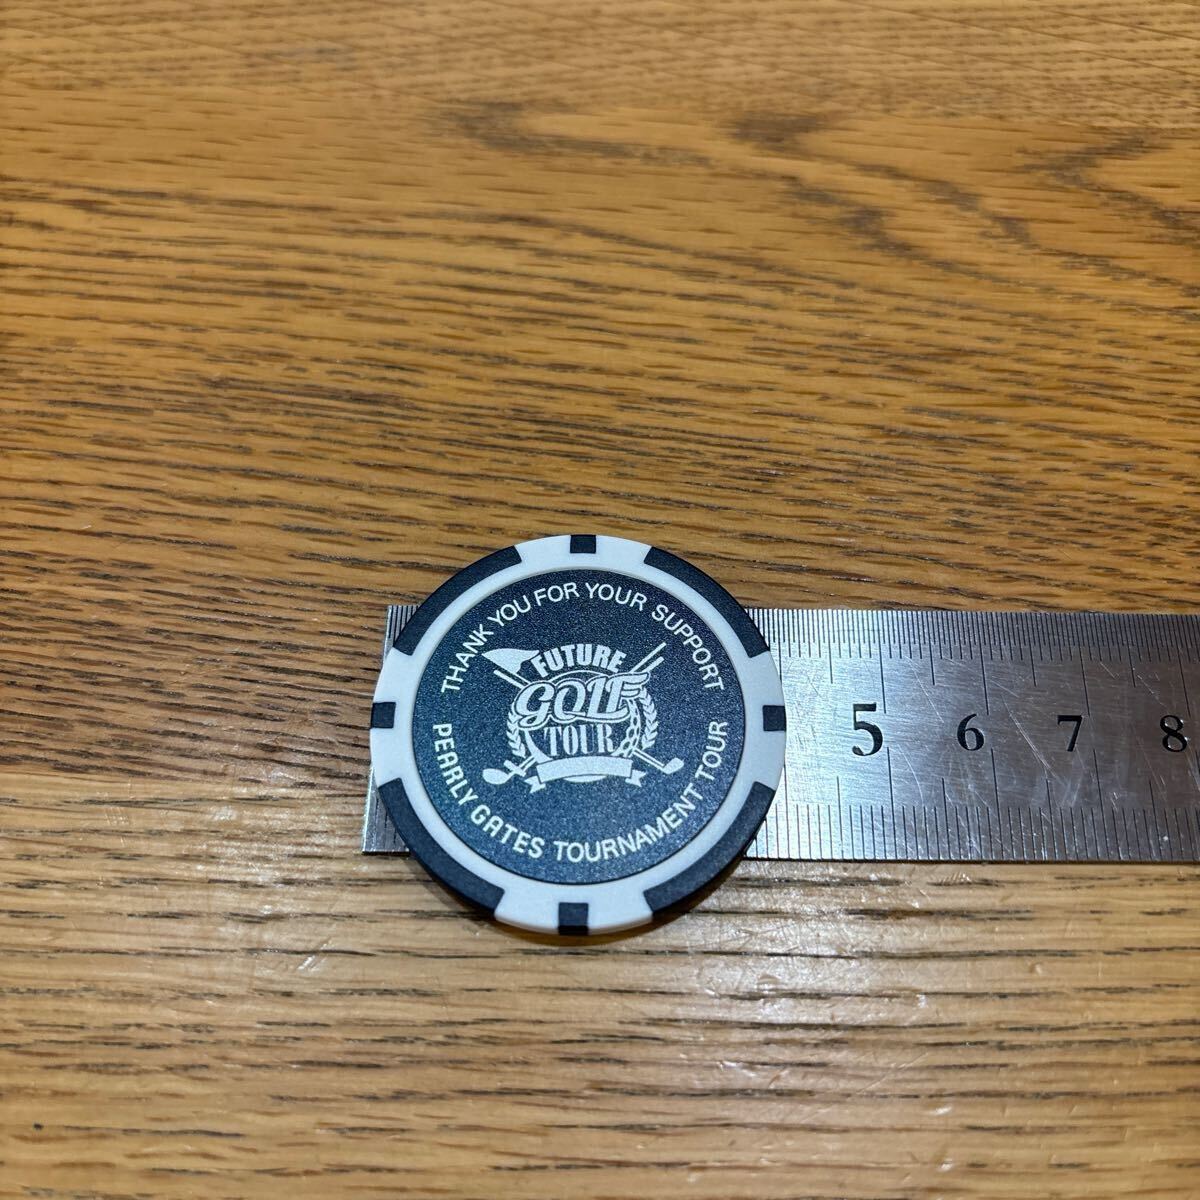 THANK YOU FOR YOUR SUPPORT
FUTURE
GOLF
TOUR
PEARLY GATES TOURNAMENT TOUR
5 6 7 8